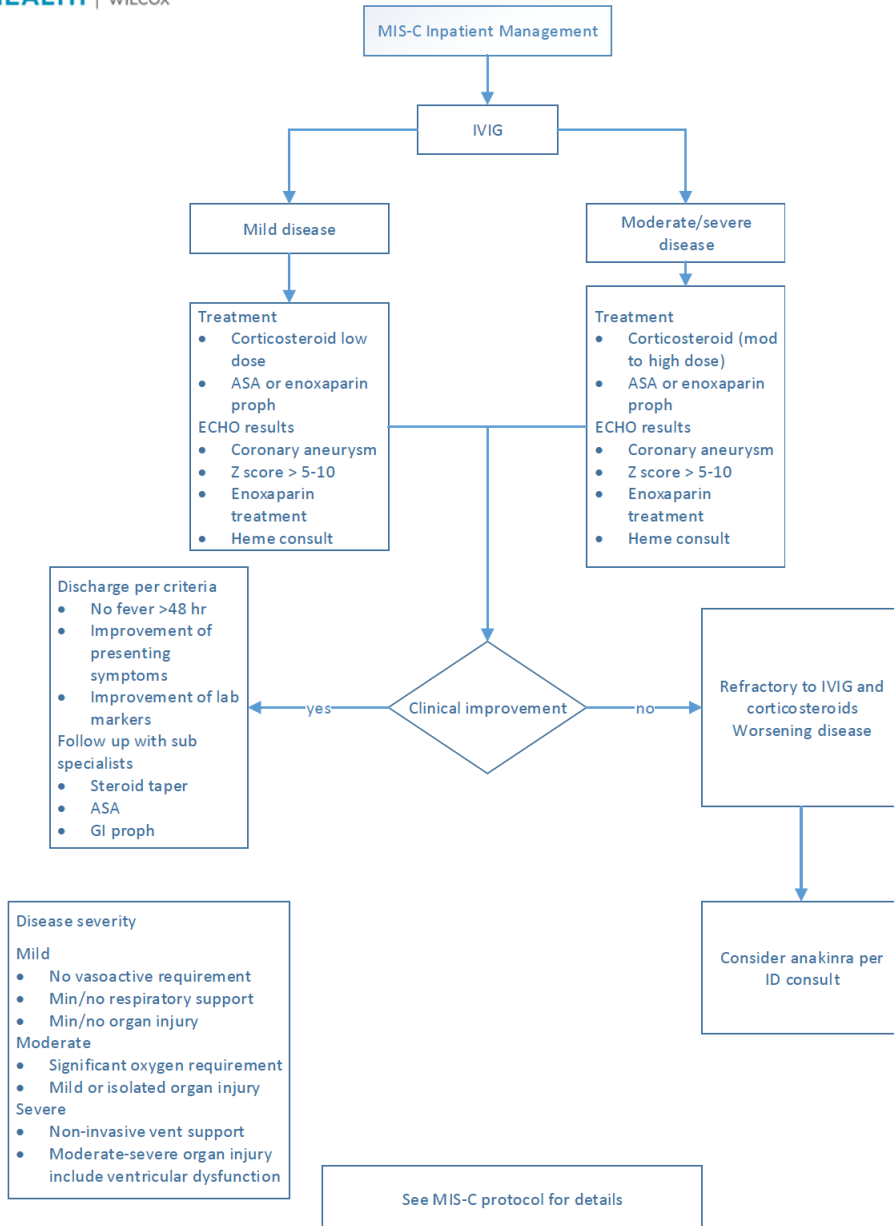 HEALTH | WILCOX
MIS-C Inpatient Management
IVIG
Mild disease
Moderate/severe
disease
Treatment
• Corticosteroid low
dose
• ASA or enoxaparin
proph
ECHO results
• Coronary aneurysm
• Z score > 5-10
• Enoxaparin
treatment
• Heme consult
Treatment
• Corticosteroid (mod
to high dose)
• ASA or enoxaparin
proph
ECHO results
• Coronary aneurysm
• Z score > 5-10
• Enoxaparin
treatment
• Heme consult
Discharge per criteria
• No fever >48 hr
• Improvement of
presenting
symptoms
• Improvement of lab
markers
Follow up with sub
specialists
• Steroid taper
• ASA
• GI proph
yes
Clinical improvement
no
Refractory to IVIG and
corticosteroids
Worsening disease
Consider anakinra per
ID consult
Disease severity
Mild
• No vasoactive requirement
• Min/no respiratory support
• Min/no organ injury
Moderate
• Significant oxygen requirement
• Mild or isolated organ injury
Severe
• Non-invasive vent support
• Moderate-severe organ injury
include ventricular dysfunction
See MIS-C protocol for details